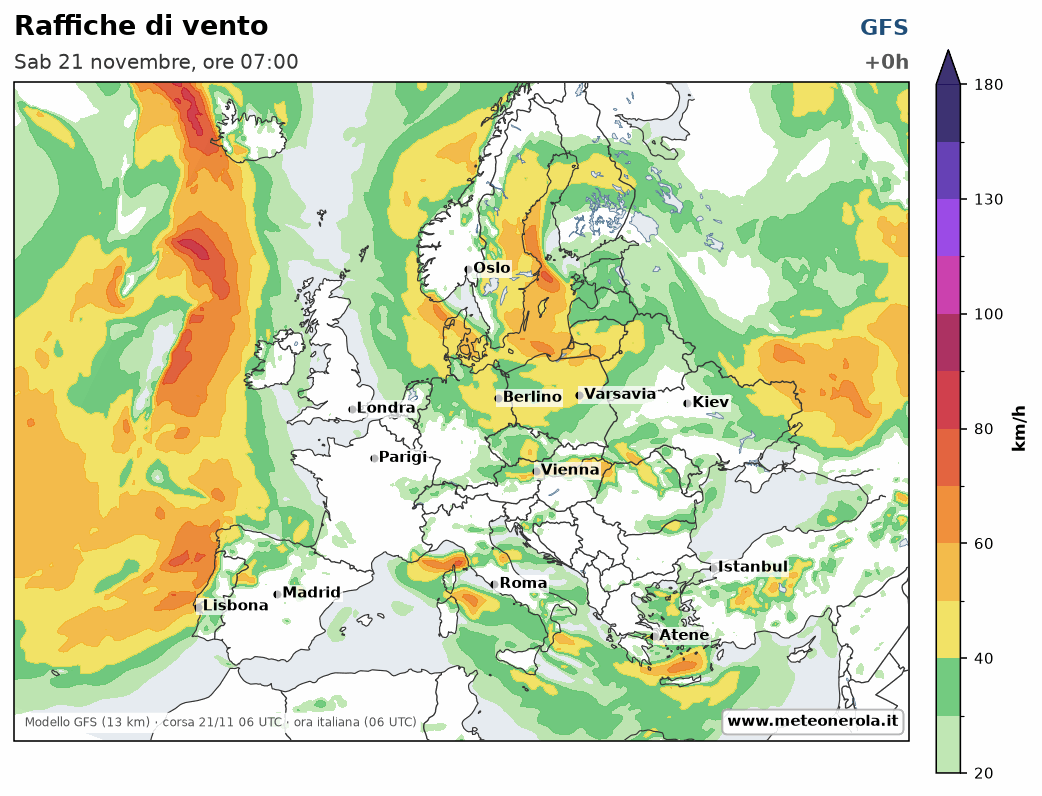 Raffiche di vento
GFS
Sab 21 novembre, ore 07:00
+0h
180
130
100
80
60
40
20
km/h
Oslo
Berlino
Varsavia
Kiev
Londra
Parigi
Vienna
Istanbul
Roma
Madrid
Lisbona
Atene
Modello GFS (13 km) · corsa 21/11 06 UTC · ora italiana (06 UTC)
www.meteonerola.it